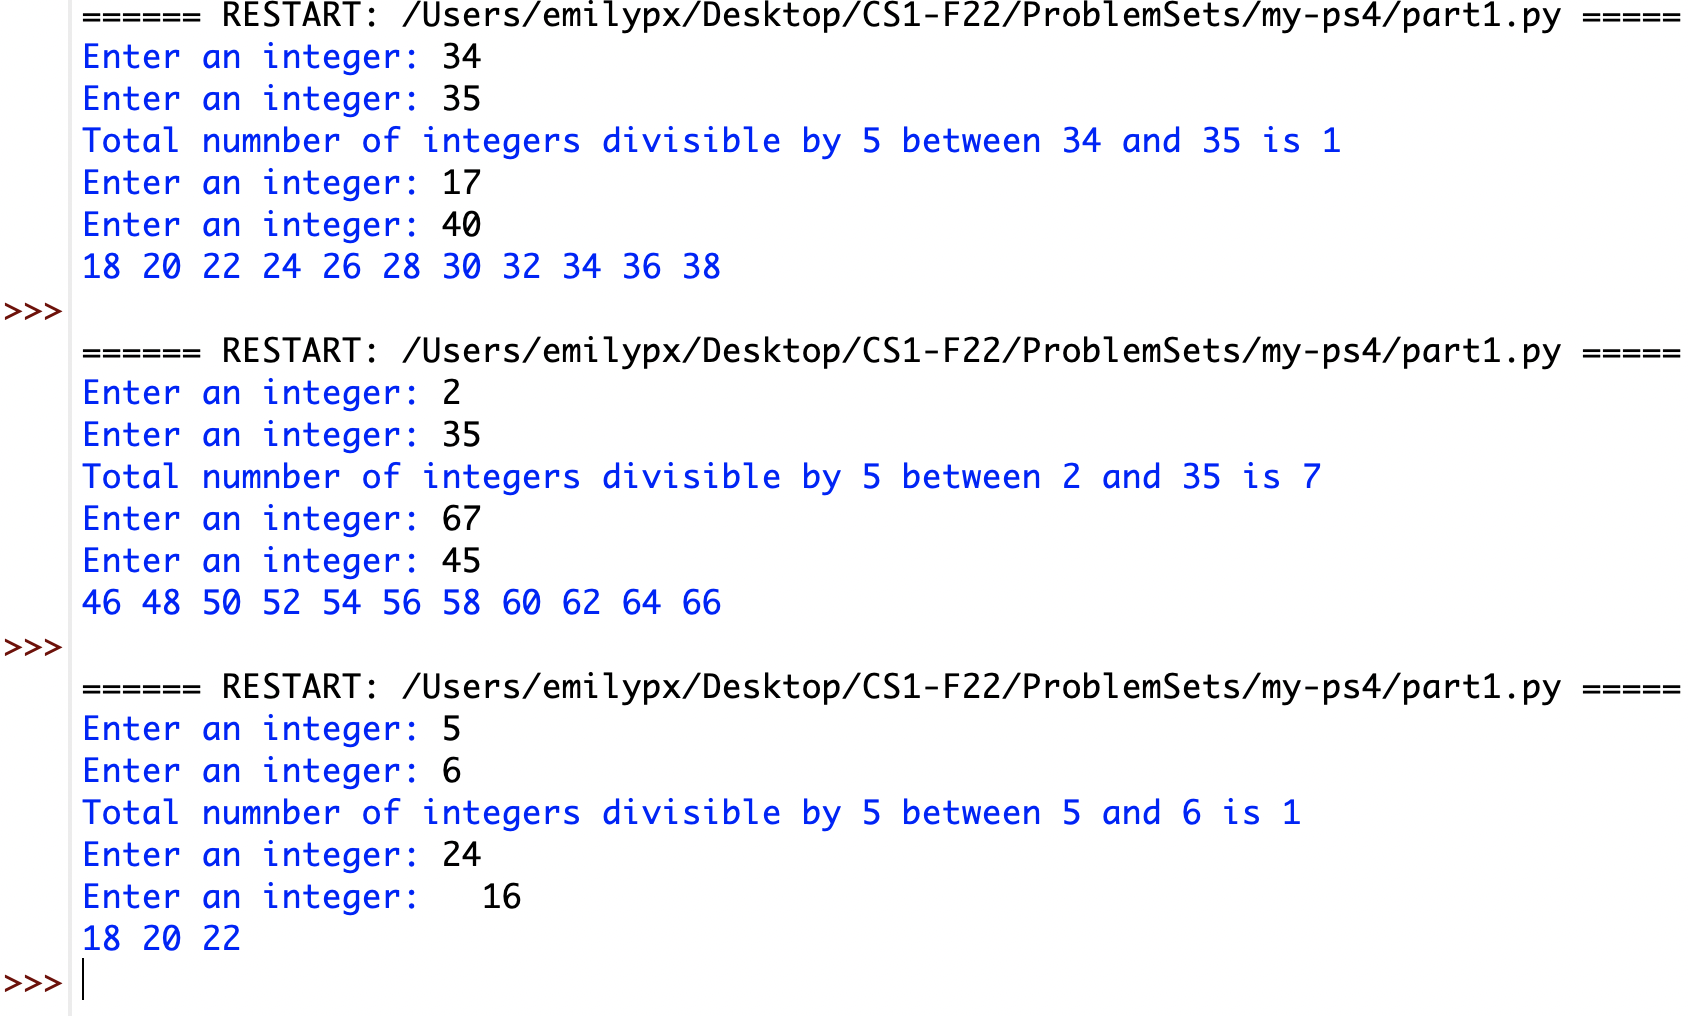 ====== RESTART: /Users/emilypx/Desktop/CS1-F22/ProblemSets/my-ps4/part1.py =====
Enter an integer: 34
Enter an integer: 35
Total numnber of integers divisible by 5 between 34 and 35 is 1
Enter an integer: 17
Enter an integer: 40
18 20 22 24 26 28 30 32 34 36 38
>>>
====== RESTART: /Users/emilypx/Desktop/CS1-F22/ProblemSets/my-ps4/part1.py =====
Enter an integer: 2
Enter an integer: 35
Total numnber of integers divisible by 5 between 2 and 35 is 7
Enter an integer: 67
Enter an integer: 45
46 48 50 52 54 56 58 60 62 64 66
>>>
====== RESTART: /Users/emilypx/Desktop/CS1-F22/ProblemSets/my-ps4/part1.py =====
Enter an integer: 5
Enter an integer: 6
Total numnber of integers divisible by 5 between 5 and 6 is 1
Enter an integer: 24
Enter an integer:   16
18 20 22
>>>